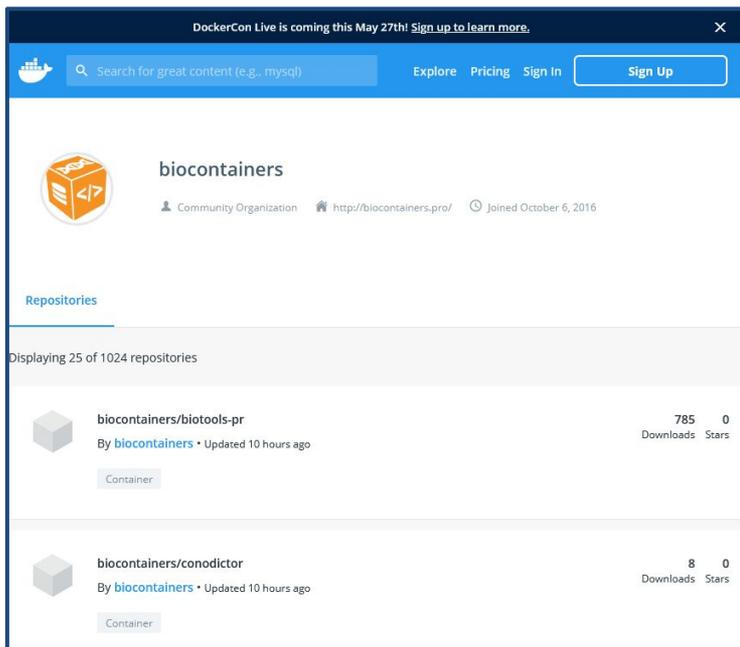 DockerCon Live is coming this May 27th! Sign up to learn more.
Search for great content (e.g., mysql)
Explore Pricing Sign In Sign Up
biocontainers
Community Organization http://biocontainers.pro/ Joined October 6, 2016
Repositories
Displaying 25 of 1024 repositories
biocontainers/biotools-pr 785 0
By biocontainers • Updated 10 hours ago Downloads Stars
Container
biocontainers/conodictor 8 0
By biocontainers • Updated 10 hours ago Downloads Stars
Container